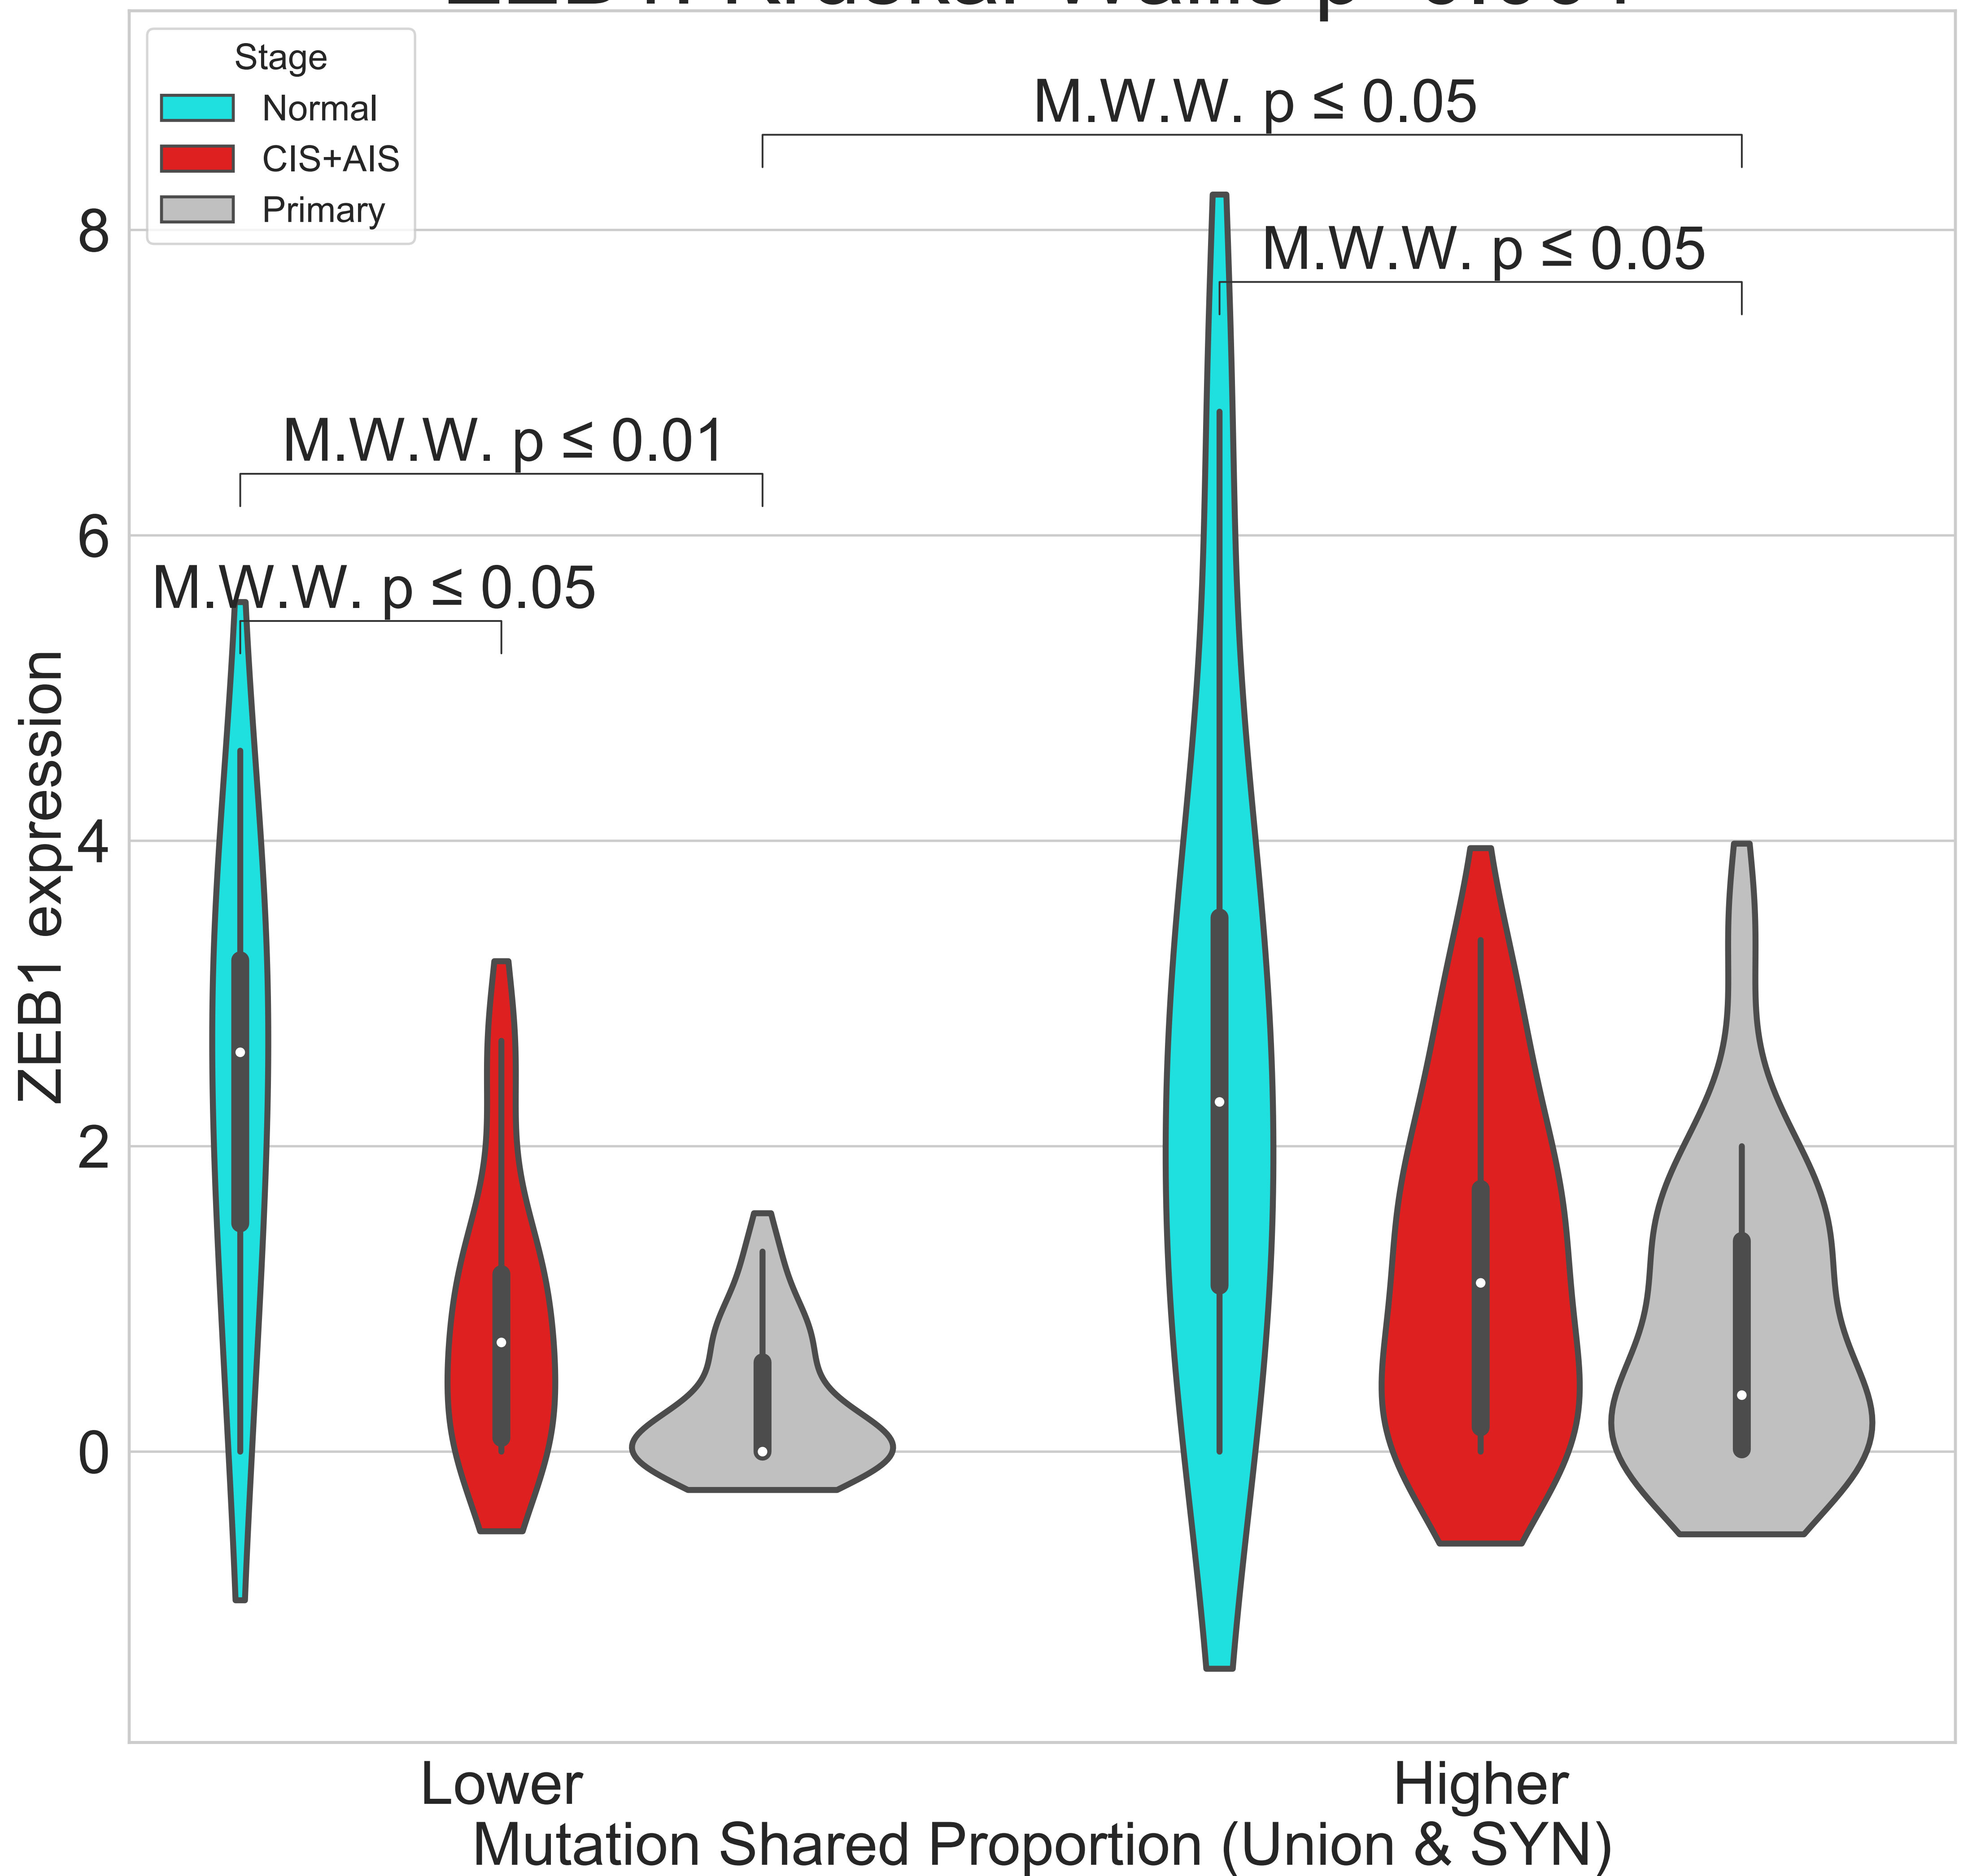 Stage
Normal
CIS+AIS
Primary
M.W.W. p ≤ 0.05
M.W.W. p ≤ 0.05
M.W.W. p ≤ 0.01
M.W.W. p ≤ 0.05
8
6
4
2
0
ZEB1 expression
Lower
Higher
Mutation Shared Proportion (Union & SYN)